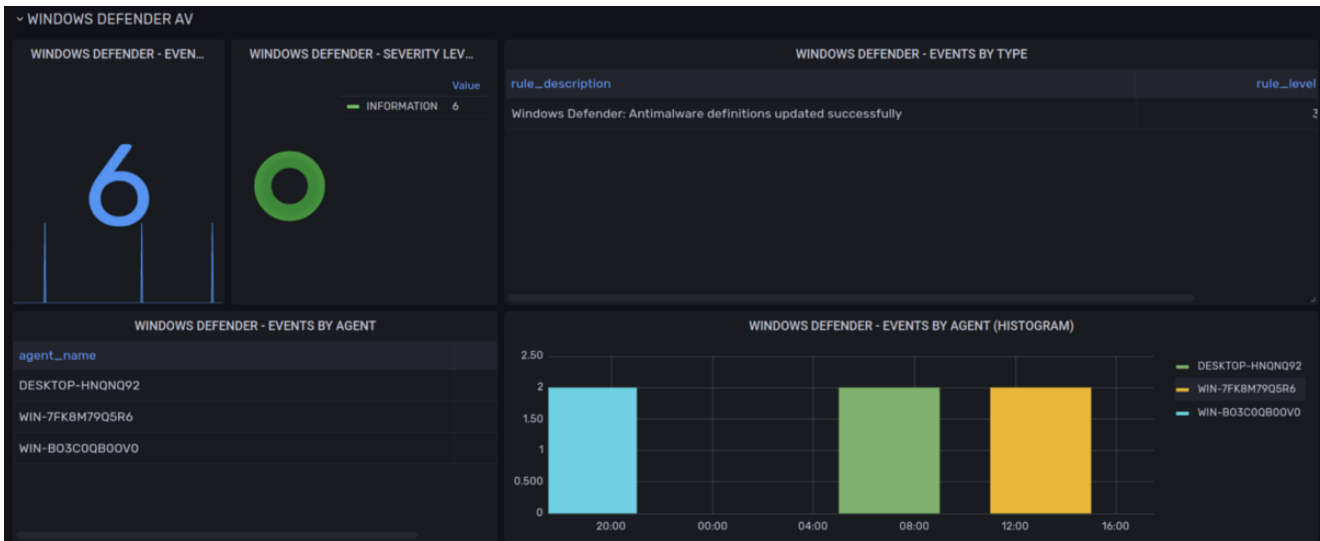 WINDOWS DEFENDER AV
WINDOWS DEFENDER - EVEN...
6
WINDOWS DEFENDER - SEVERITY LEV...
Value
INFORMATION 6
WINDOWS DEFENDER - EVENTS BY TYPE
rule_description rule_level
Windows Defender: Antimalware definitions updated successfully 3
WINDOWS DEFENDER - EVENTS BY AGENT
agent_name
DESKTOP-HNQNQ92
WIN-7FK8M79Q5R6
WIN-BO3C0QB0OV0
WINDOWS DEFENDER - EVENTS BY AGENT (HISTOGRAM)
2.50
2
1.50
1
0.500
0
20:00 00:00 04:00 08:00 12:00 16:00
DESKTOP-HNQNQ92
WIN-7FK8M79Q5R6
WIN-BO3C0QB0OV0